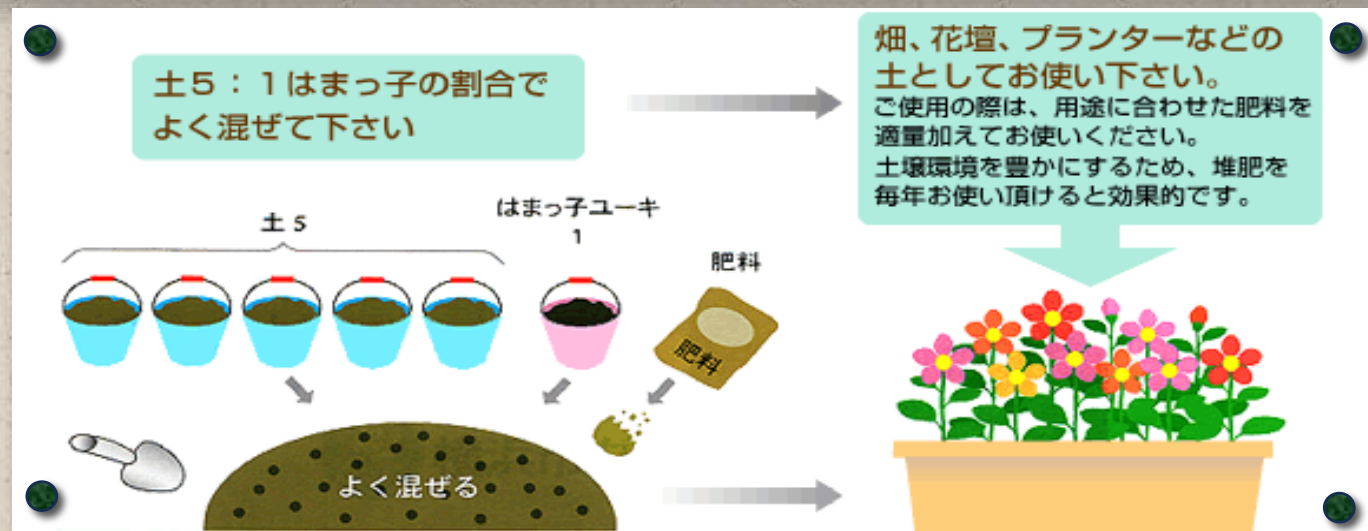 土5：1はまっ子の割合で
よく混ぜて下さい
畑、花壇、プランターなどの
土としてお使い下さい。
ご使用の際は、用途に合わせた肥料を
適量加えてお使いください。
土壌環境を豊かにするため、堆肥を
毎年お使い頂けると効果的です。
土 5
はまっ子ユーキ
1
肥料
肥料
よく混ぜる